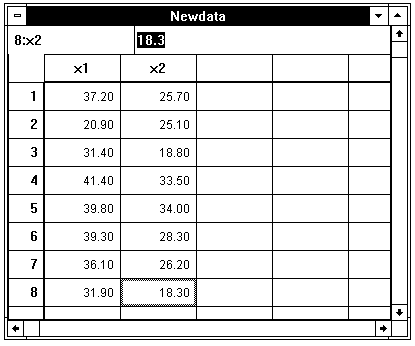 Newdata
8:x2 18.3
x1 x2
1 37.20 25.70
2 20.90 25.10
3 31.40 18.80
4 41.40 33.50
5 39.80 34.00
6 39.30 28.30
7 36.10 26.20
8 31.90 18.30